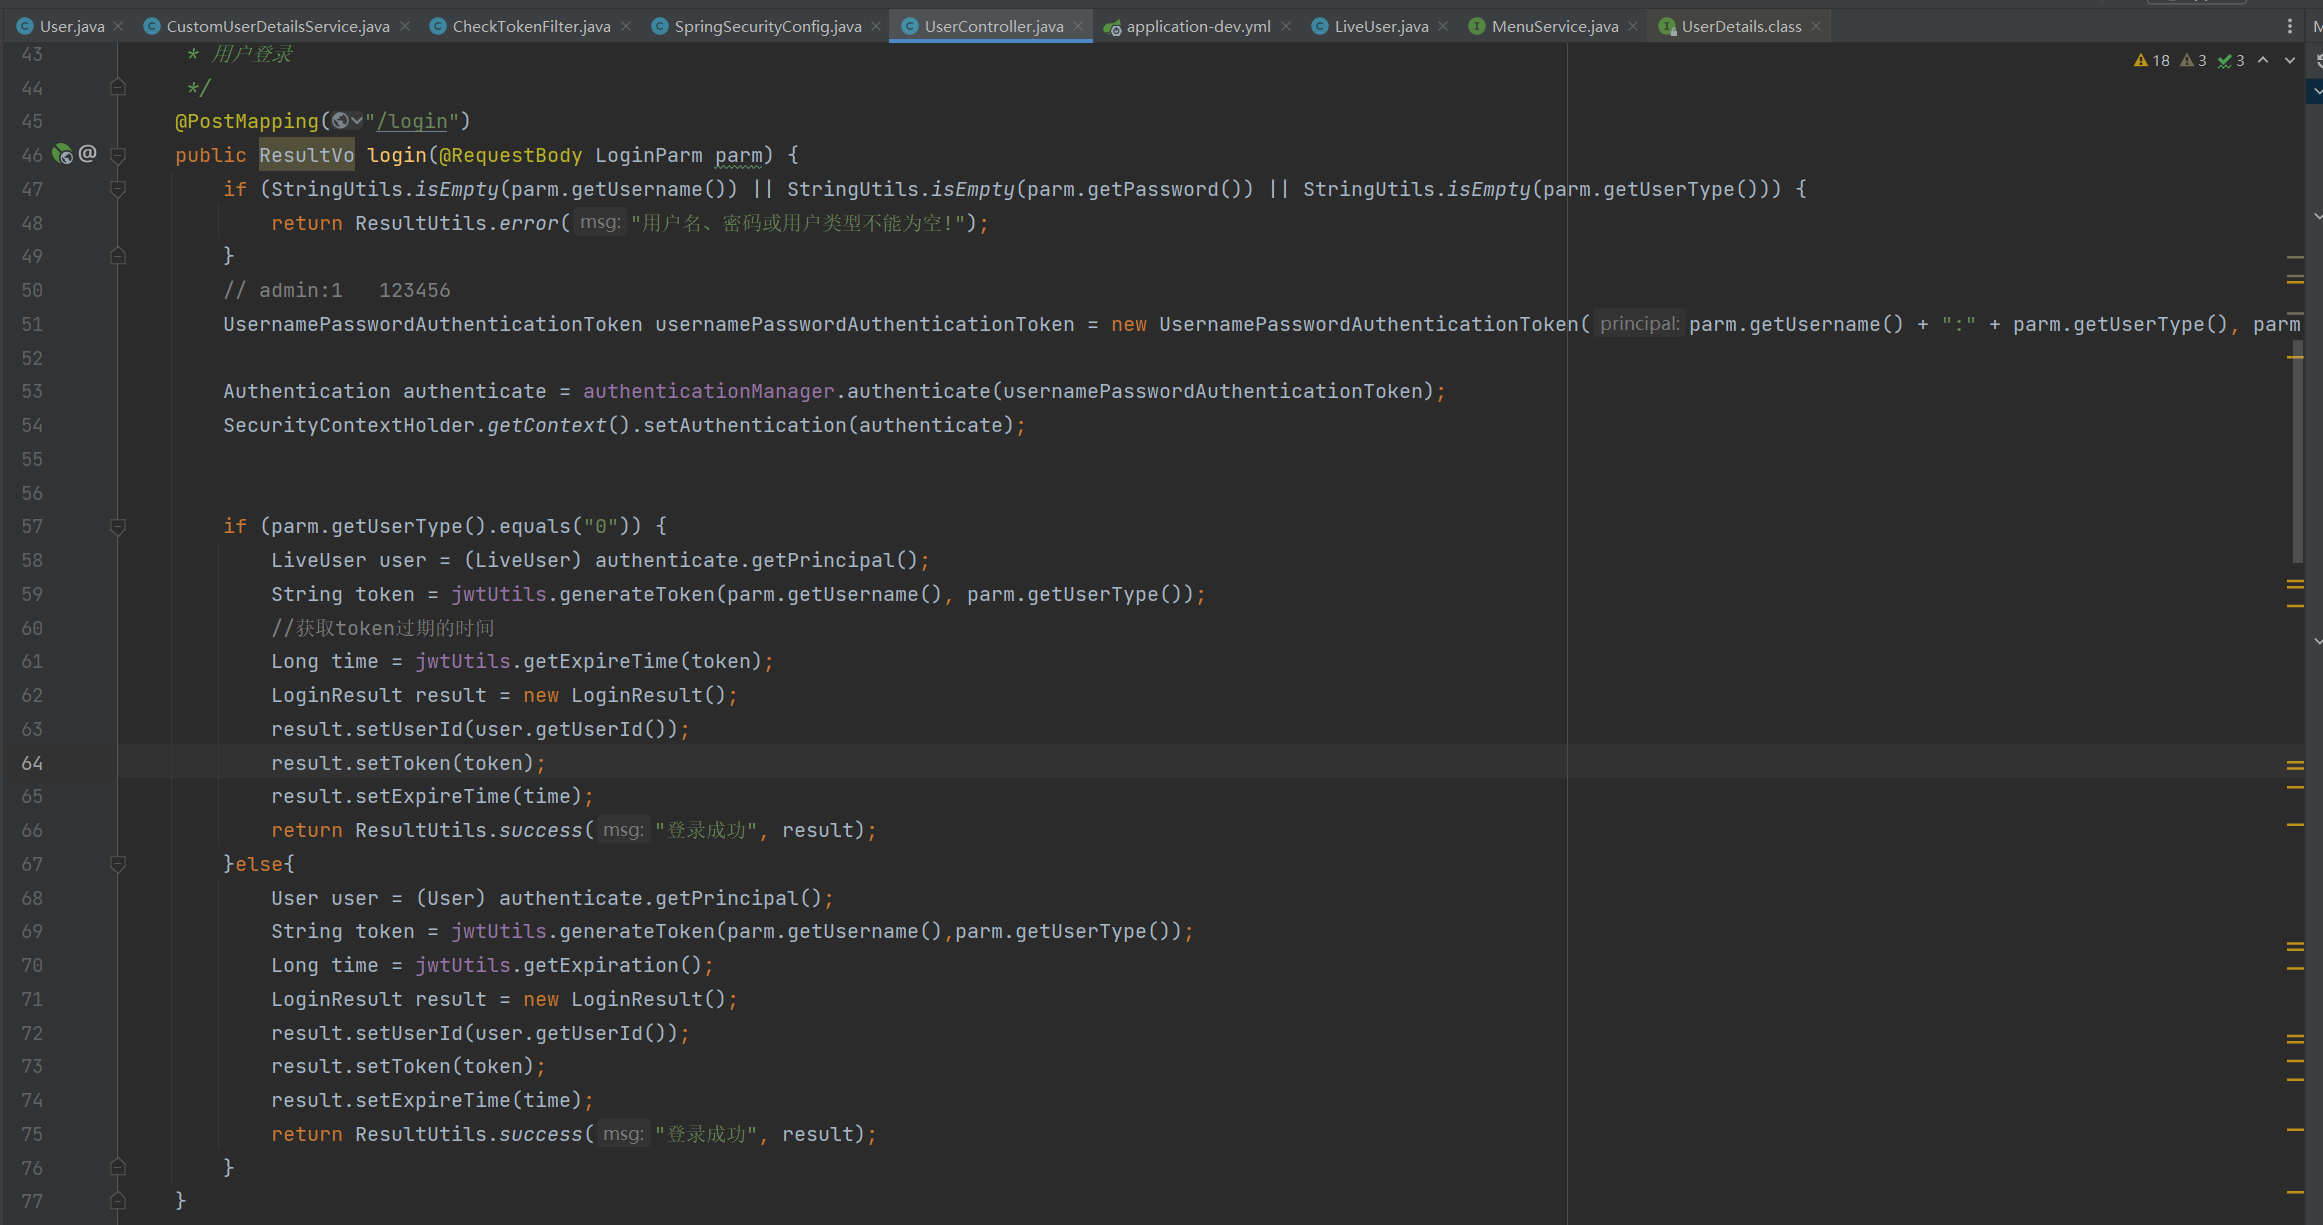 User.java CustomUserDetailsService.java CheckTokenFilter.java SpringSecurityConfig.java UserController.java application-dev.yml LiveUser.java MenuService.java UserDetails.class
18 3 3
43 * 用户登录
44 */
45 @PostMapping("/login")
46 public ResultVo login(@RequestBody LoginParm parm) {
47 if (StringUtils.isEmpty(parm.getUsername()) || StringUtils.isEmpty(parm.getPassword()) || StringUtils.isEmpty(parm.getUserType())) {
48 return ResultUtils.error( msg: "用户名、密码或用户类型不能为空!");
49 }
50 // admin:1   123456
51 UsernamePasswordAuthenticationToken usernamePasswordAuthenticationToken = new UsernamePasswordAuthenticationToken( principal: parm.getUsername() + ":" + parm.getUserType(), parm
52
53 Authentication authenticate = authenticationManager.authenticate(usernamePasswordAuthenticationToken);
54 SecurityContextHolder.getContext().setAuthentication(authenticate);
55
56
57 if (parm.getUserType().equals("0")) {
58 LiveUser user = (LiveUser) authenticate.getPrincipal();
59 String token = jwtUtils.generateToken(parm.getUsername(), parm.getUserType());
60 //获取token过期的时间
61 Long time = jwtUtils.getExpireTime(token);
62 LoginResult result = new LoginResult();
63 result.setUserId(user.getUserId());
64 result.setToken(token);
65 result.setExpireTime(time);
66 return ResultUtils.success( msg: "登录成功", result);
67 }else{
68 User user = (User) authenticate.getPrincipal();
69 String token = jwtUtils.generateToken(parm.getUsername(),parm.getUserType());
70 Long time = jwtUtils.getExpiration();
71 LoginResult result = new LoginResult();
72 result.setUserId(user.getUserId());
73 result.setToken(token);
74 result.setExpireTime(time);
75 return ResultUtils.success( msg: "登录成功", result);
76 }
77 }